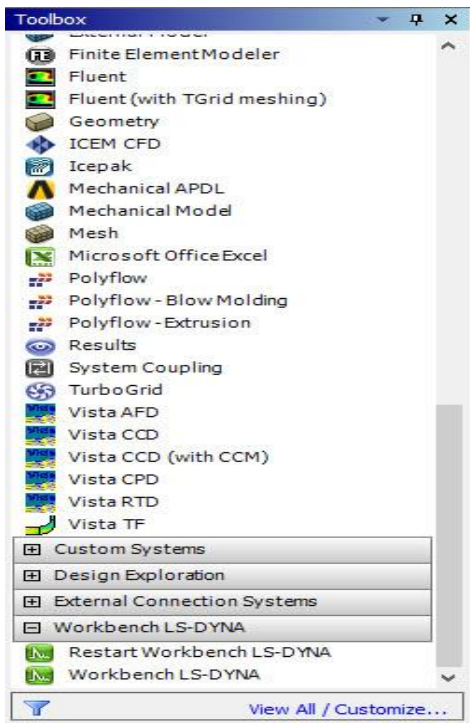 Toolbox
External Model
Finite Element Modeler
Fluent
Fluent (with TGrid meshing)
Geometry
ICEM CFD
Icepak
Mechanical APDL
Mechanical Model
Mesh
Microsoft Office Excel
Polyflow
Polyflow - Blow Molding
Polyflow - Extrusion
Results
System Coupling
TurboGrid
Vista AFD
Vista CCD
Vista CCD (with CCM)
Vista CPD
Vista RTD
Vista TF
Custom Systems
Design Exploration
External Connection Systems
Workbench LS-DYNA
Restart Workbench LS-DYNA
Workbench LS-DYNA
View All / Customize...